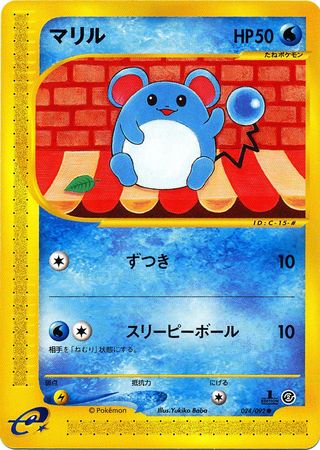 マリル HP50
たねポケモン
ID:C-15-#
ずつき 10
スリーピーボール 10
相手を「ねむり」状態にする。
弱点 抵抗力 にげる
© Pokémon Illus.Yukiko Baba 024/092
1 EDITION
e